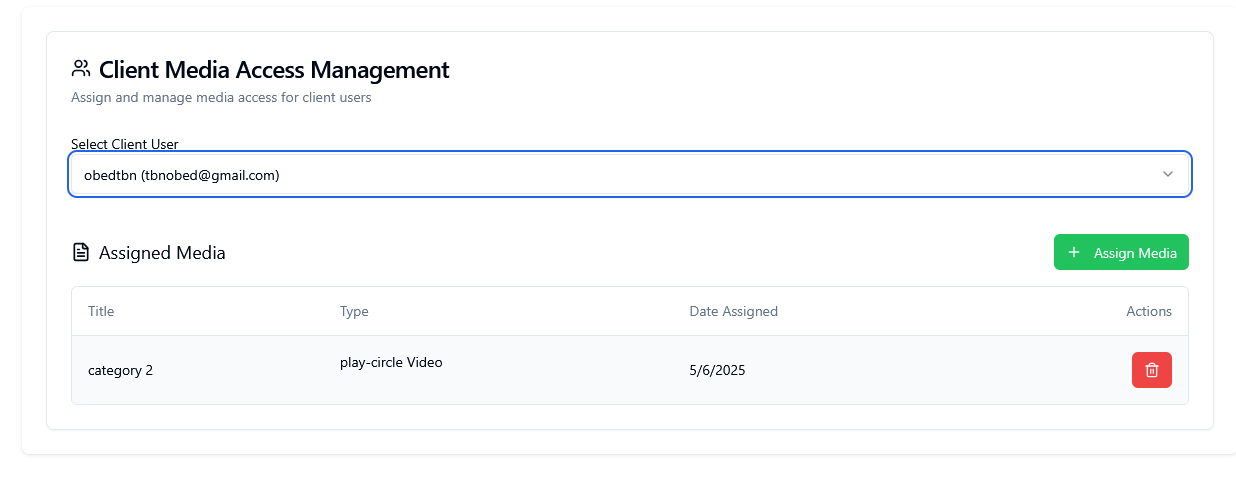 Client Media Access Management
Assign and manage media access for client users
Select Client User
obedtbn (tbnobed@gmail.com)
Assigned Media
+ Assign Media
Title Type Date Assigned Actions
category 2 play-circle Video 5/6/2025